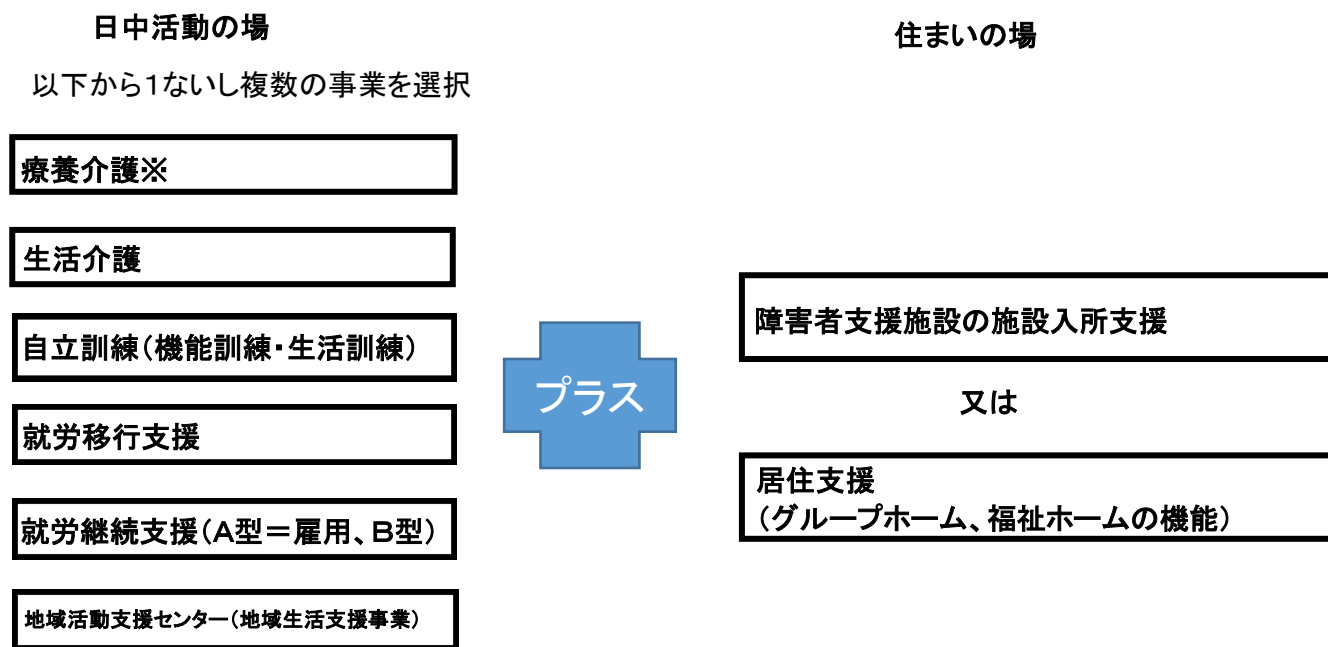 日中活動の場
以下から1ないし複数の事業を選択
療養介護※
生活介護
自立訓練(機能訓練・生活訓練)
就労移行支援
就労継続支援(A型=雇用、B型)
地域活動支援センター(地域生活支援事業)
プラス
住まいの場
障害者支援施設の施設入所支援
又は
居住支援
(グループホーム、福祉ホームの機能)